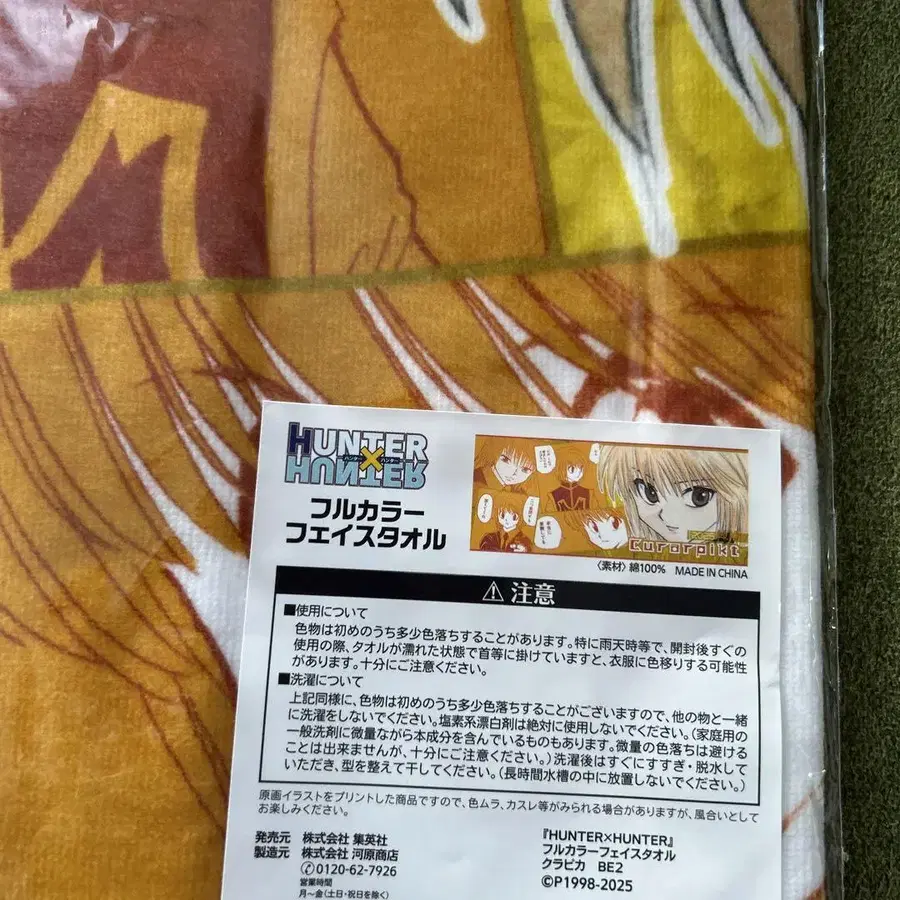 HUNTER
ハンター×ハンター
HUNTER
フルカラー
フェイスタオル
Curorpikt
〈素材〉綿100% MADE IN CHINA
⚠注意
■使用について
色物は初めのうち多少色落ちすることがあります。特に雨天時等で、開封後すぐの
使用の際、タオルが濡れた状態で首等に掛けていますと、衣服に色移りする可能性
があります。十分にご注意ください。
■洗濯について
上記同様に、色物は初めのうち多少色落ちすることがございますので、他の物と一緒
に洗濯をしないでください。塩素系漂白剤は絶対に使用しないでください。(家庭用の
一般洗剤に微量ながら本成分を含んでいるものもあります。微量の色落ちは避ける
ことは出来ませんが、十分にご注意ください。)洗濯後はすぐにすすぎ・脱水して
いただき、型を整えて干してください。(長時間水槽の中に放置しないでください。)
原画イラストをプリントした商品ですので、色ムラ、カスレ等がみられる場合がありますが、風合いとして
お楽しみください。
発売元 株式会社 集英社
製造元 株式会社 河原商店
0120-62-7926
営業時間
月~金(土日・祝日を除く)
『HUNTER×HUNTER』
フルカラーフェイスタオル
クラピカ BE2
©P1998-2025